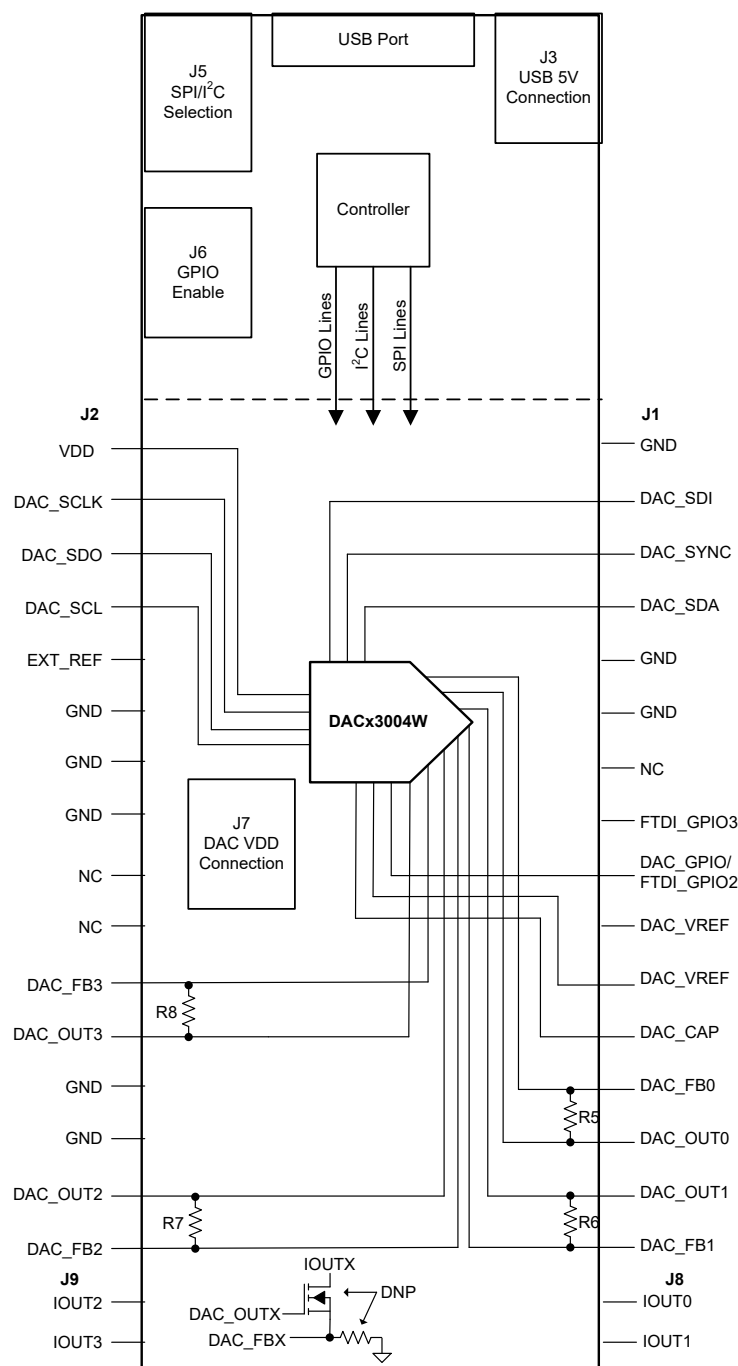 USB Port
J5
SPI/I²C
Selection
J3
USB 5V
Connection
Controller
J6
GPIO
Enable
GPIO Lines
I²C Lines
SPI Lines
J2
J1
VDD
GND
DAC_SCLK
DAC_SDI
DAC_SDO
DAC_SYNC
DAC_SCL
DAC_SDA
EXT_REF
GND
GND
GND
DACx3004W
GND
NC
GND
FTDI_GPIO3
J7
DAC VDD
Connection
NC
DAC_GPIO/
FTDI_GPIO2
NC
DAC_VREF
DAC_FB3
DAC_VREF
R8
DAC_OUT3
DAC_CAP
GND
DAC_FB0
R5
GND
DAC_OUT0
DAC_OUT2
DAC_OUT1
R7
R6
DAC_FB2
DAC_FB1
J9
IOUTX
J8
IOUT2
DAC_OUTX
DNP
IOUT0
IOUT3
DAC_FBX
IOUT1